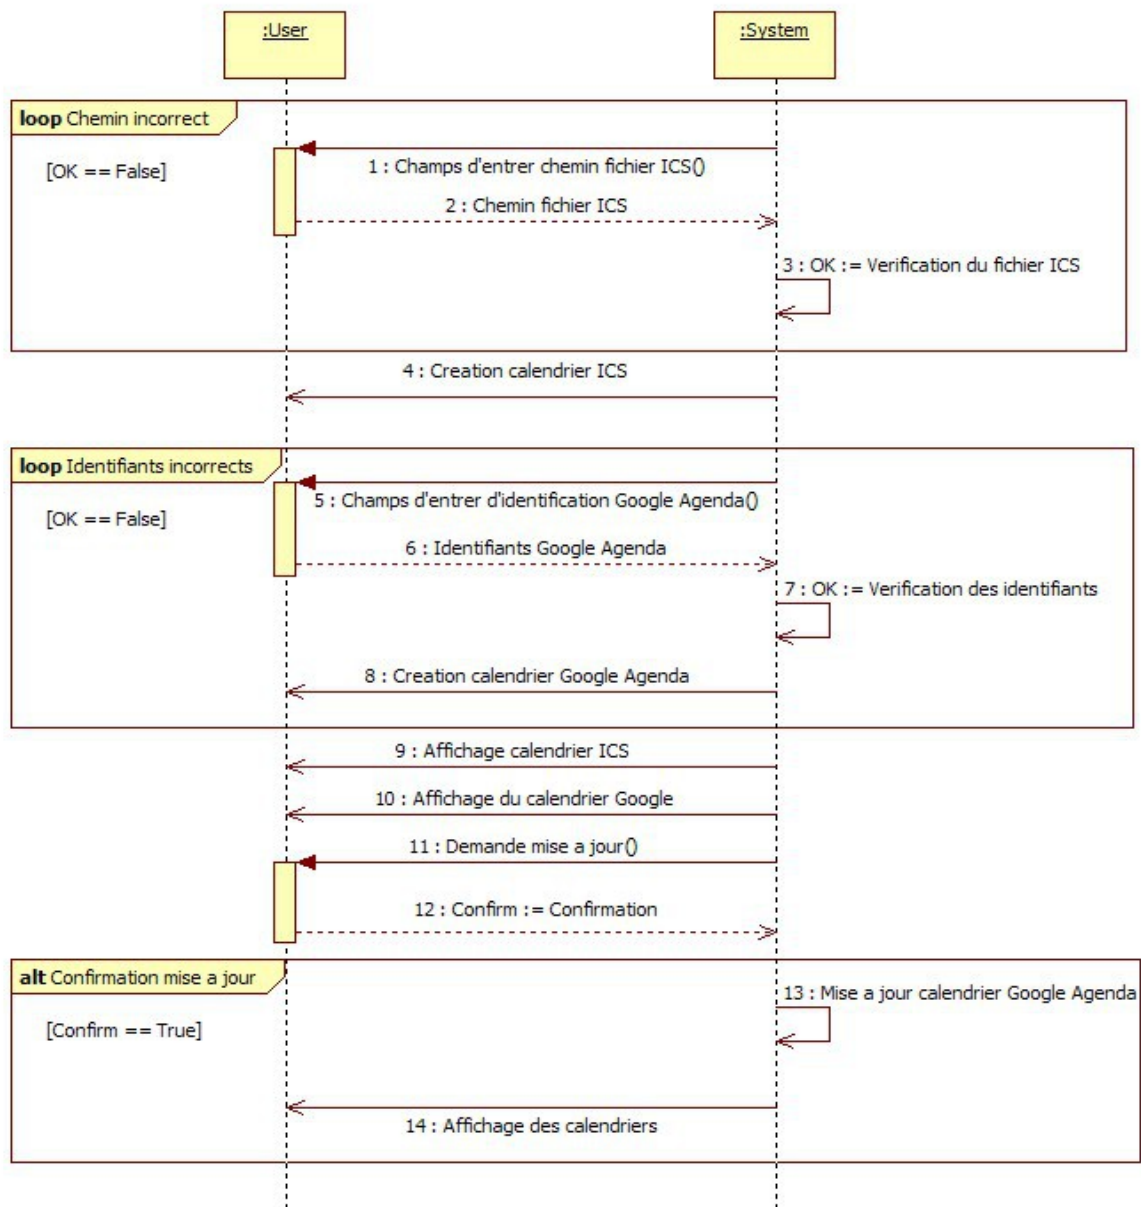 :User
:System
loop Chemin incorrect
[OK == False]
1 : Champs d'entrer chemin fichier ICS()
2 : Chemin fichier ICS
3 : OK := Verification du fichier ICS
4 : Creation calendrier ICS
loop Identifiants incorrects
[OK == False]
5 : Champs d'entrer d'identification Google Agenda()
6 : Identifiants Google Agenda
7 : OK := Verification des identifiants
8 : Creation calendrier Google Agenda
9 : Affichage calendrier ICS
10 : Affichage du calendrier Google
11 : Demande mise a jour()
12 : Confirm := Confirmation
alt Confirmation mise a jour
[Confirm == True]
13 : Mise a jour calendrier Google Agenda
14 : Affichage des calendriers